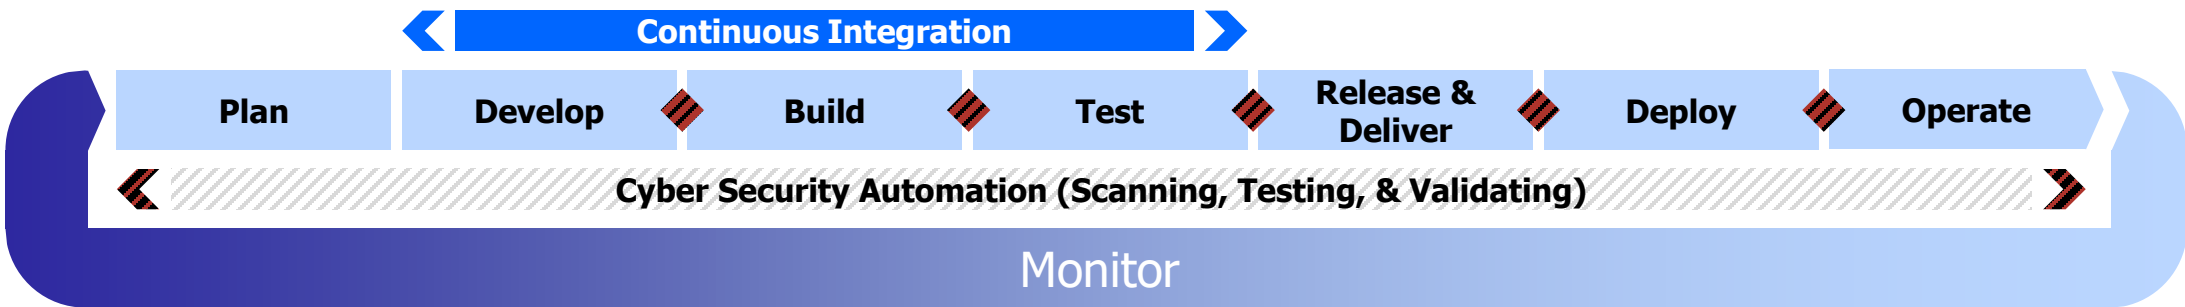 Continuous Integration
Plan
Develop
Build
Test
Release &
Deliver
Deploy
Operate
Cyber Security Automation (Scanning, Testing, & Validating)
Monitor